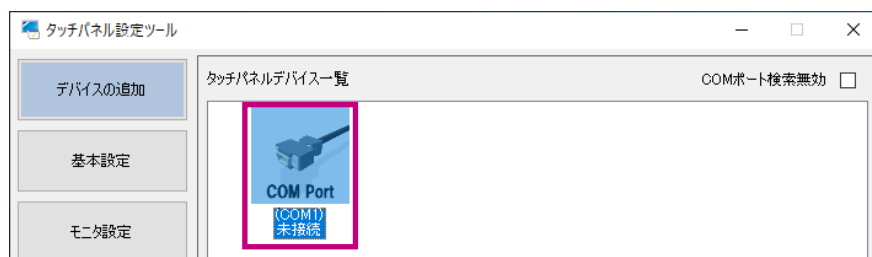 タッチパネル設定ツール
デバイスの追加
タッチパネルデバイス一覧
COMポート検索無効
基本設定
COM Port
(COM1)
未接続
モニタ設定